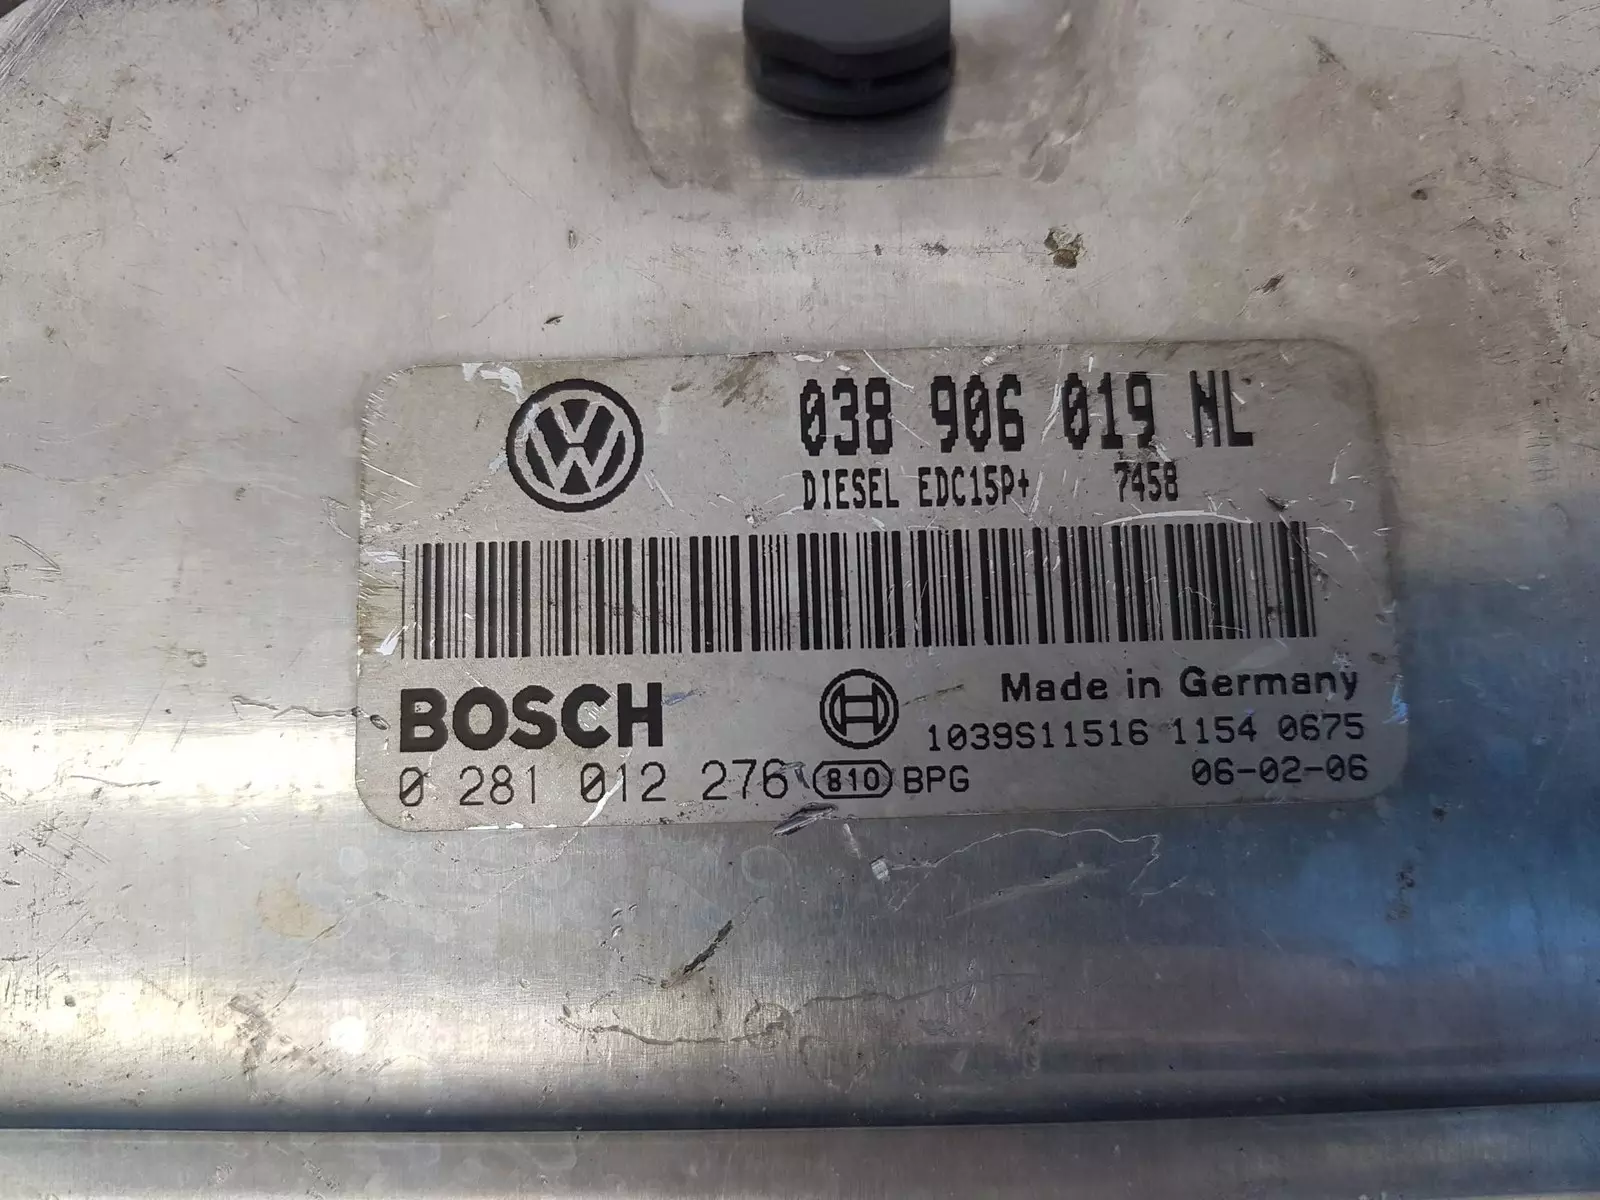 038 906 019 NL
DIESEL EDC15P+ 7458
BOSCH
Made in Germany
1039S11516 1154 0675
0 281 012 276 810 BPG 06-02-06